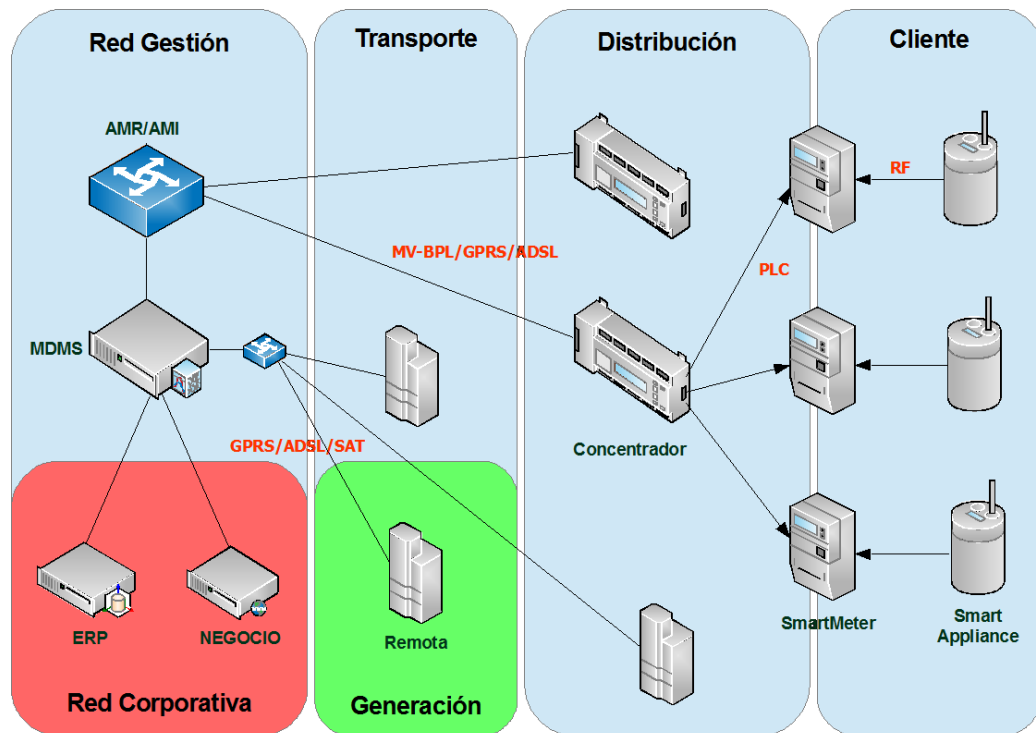 Red Gestión
Transporte
Distribución
Cliente
AMR/AMI
RF
MV-BPL/GPRS/ADSL
PLC
MDMS
GPRS/ADSL/SAT
Concentrador
ERP
NEGOCIO
Remota
SmartMeter
Smart
Appliance
Red Corporativa
Generación